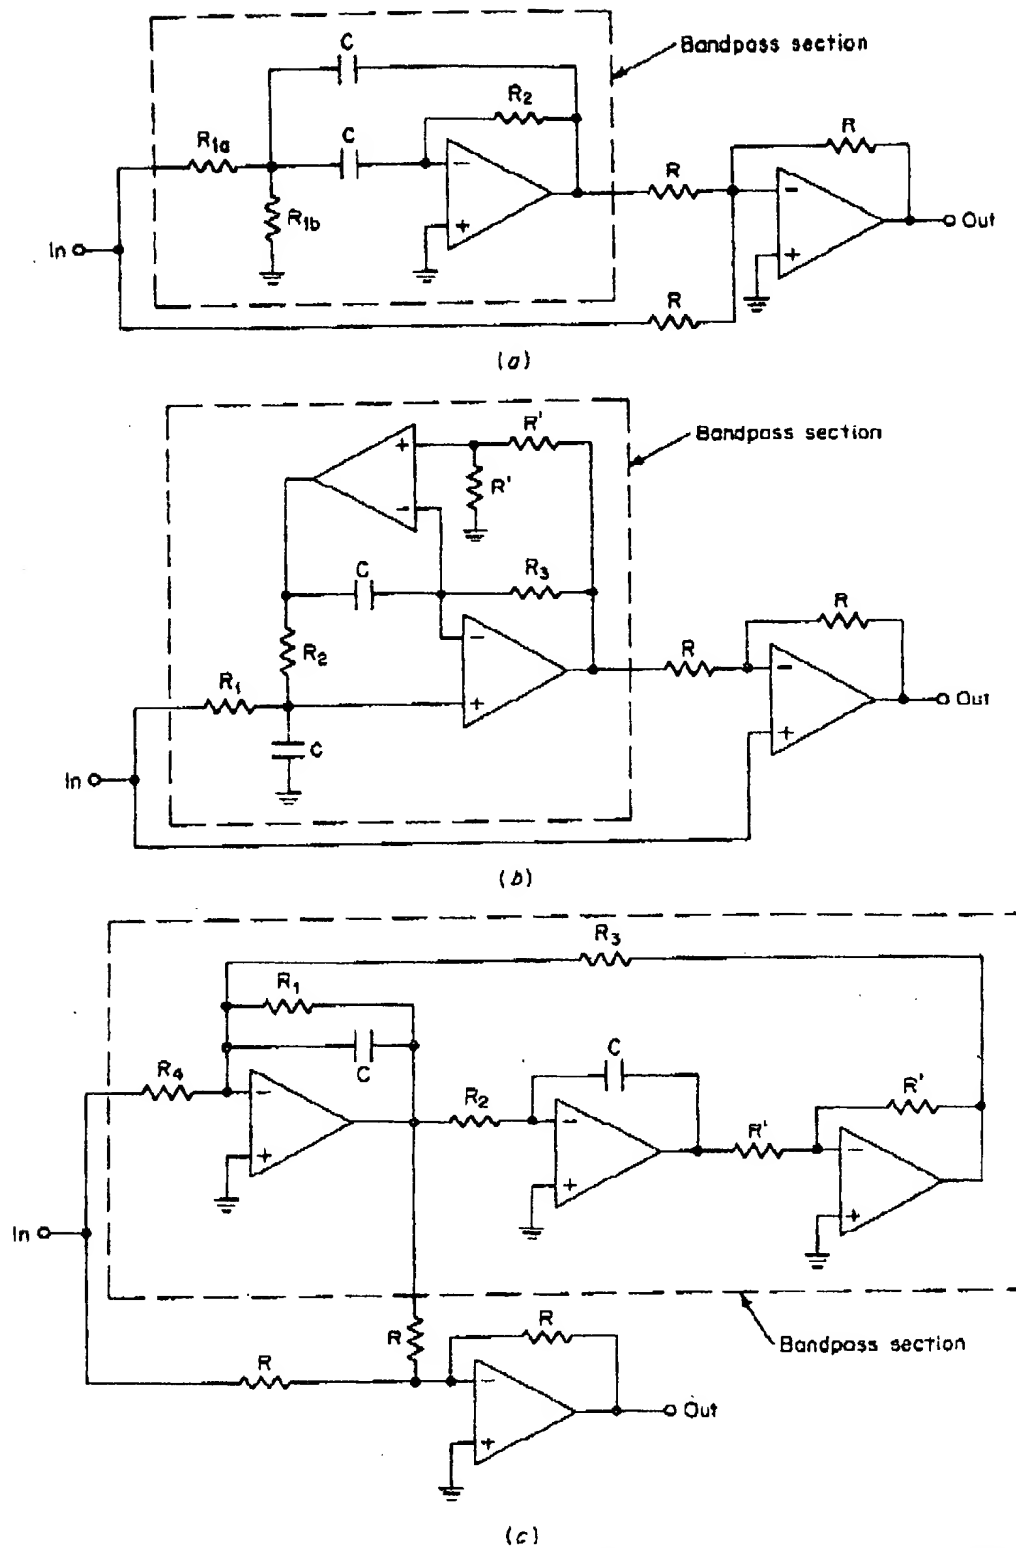 C
Bandpass section
R2
R1a
C
−
R
R
−
R1b
+
Out
In
+
R
(a)
+
R'
Bandpass section
R'
−
C
R3
−
R
R2
R
−
R1
+
Out
C
+
In
(b)
R3
R1
C
R4
−
C
R2
−
R'
R'
−
+
+
+
In
R
R
Bandpass section
R
−
Out
+
(c)